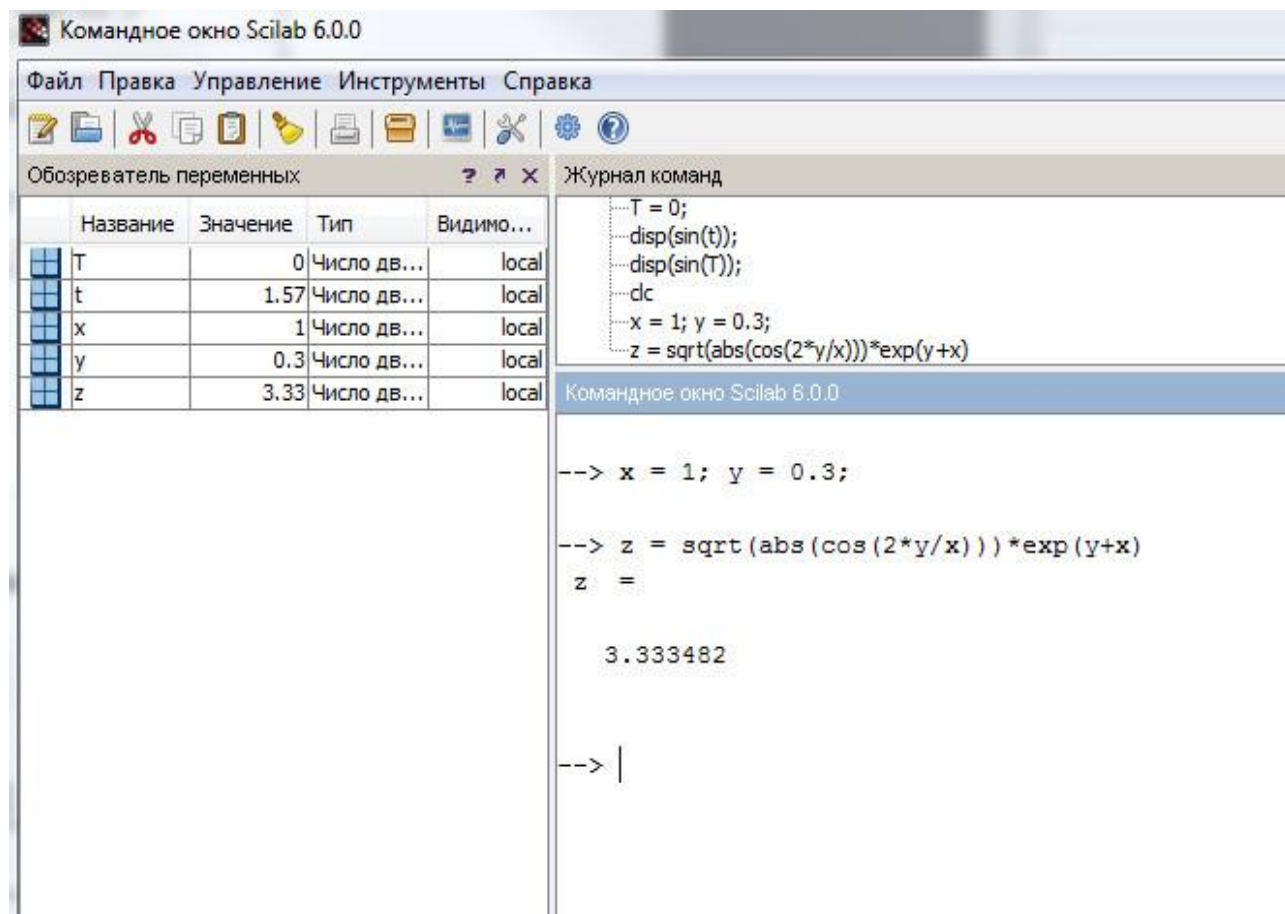 Командное окно Scilab 6.0.0
Файл Правка Управление Инструменты Справка
Обозреватель переменных
Название Значение Тип Видимо...
T 0 Число дв... local
t 1.57 Число дв... local
x 1 Число дв... local
y 0.3 Число дв... local
z 3.33 Число дв... local
Журнал команд
T = 0;
disp(sin(t));
disp(sin(T));
clc
x = 1; y = 0.3;
z = sqrt(abs(cos(2*y/x)))*exp(y+x)
Командное окно Scilab 6.0.0
--> x = 1; y = 0.3;
--> z = sqrt(abs(cos(2*y/x)))*exp(y+x)
z =
3.333482
-->